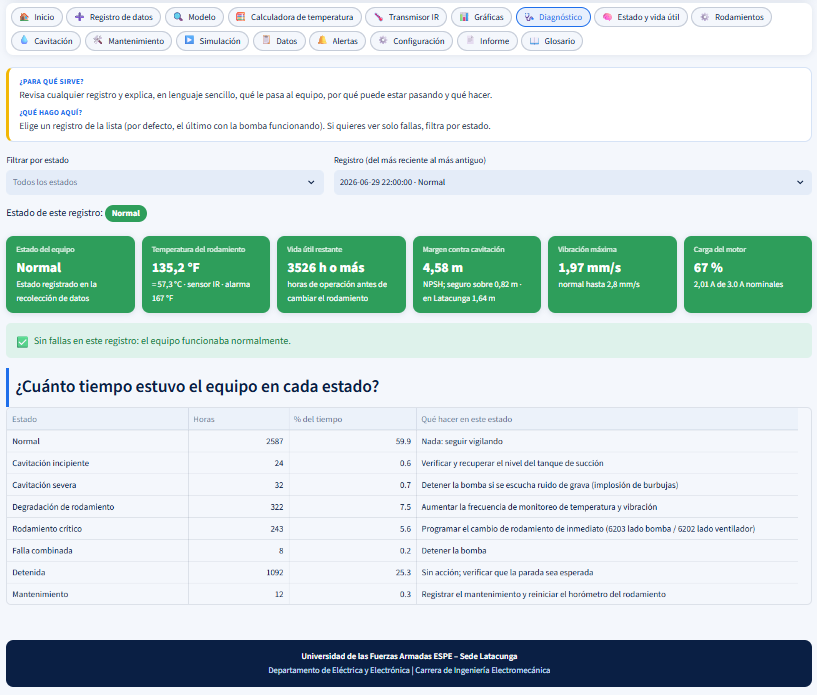 Inicio
Registro de datos
Modelo
Calculadora de temperatura
Transmisor IR
Gráficas
Diagnóstico
Estado y vida útil
Rodamientos
Cavitación
Mantenimiento
Simulación
Datos
Alertas
Configuración
Informe
Glosario
¿PARA QUÉ SIRVE?
Revisa cualquier registro y explica, en lenguaje sencillo, qué le pasa al equipo, por qué puede estar pasando y qué hacer.
¿QUÉ HAGO AQUÍ?
Elige un registro de la lista (por defecto, el último con la bomba funcionando). Si quieres ver solo fallas, filtra por estado.
Filtrar por estado
Todos los estados
Registro (del más reciente al más antiguo)
2026-06-29 22:00:00 · Normal
Estado de este registro: Normal
Estado del equipo
Normal
Estado registrado en la
recolección de datos
Temperatura del rodamiento
135,2 °F
= 57,3 °C · sensor IR · alarma
167 °F
Vida útil restante
3526 h o más
horas de operación antes de
cambiar el rodamiento
Margen contra cavitación
4,58 m
NPSH; seguro sobre 0,82 m ·
en Latacunga 1,64 m
Vibración máxima
1,97 mm/s
normal hasta 2,8 mm/s
Carga del motor
67 %
2,01 A de 3.0 A nominales
Sin fallas en este registro: el equipo funcionaba normalmente.
¿Cuánto tiempo estuvo el equipo en cada estado?
Estado Horas % del tiempo Qué hacer en este estado
Normal 2587 59.9 Nada: seguir vigilando
Cavitación incipiente 24 0.6 Verificar y recuperar el nivel del tanque de succión
Cavitación severa 32 0.7 Detener la bomba si se escucha ruido de grava (implosión de burbujas)
Degradación de rodamiento 322 7.5 Aumentar la frecuencia de monitoreo de temperatura y vibración
Rodamiento crítico 243 5.6 Programar el cambio de rodamiento de inmediato (6203 lado bomba / 6202 lado ventilador)
Falla combinada 8 0.2 Detener la bomba
Detenida 1092 25.3 Sin acción; verificar que la parada sea esperada
Mantenimiento 12 0.3 Registrar el mantenimiento y reiniciar el horómetro del rodamiento
Universidad de las Fuerzas Armadas ESPE – Sede Latacunga
Departamento de Eléctrica y Electrónica | Carrera de Ingeniería Electromecánica